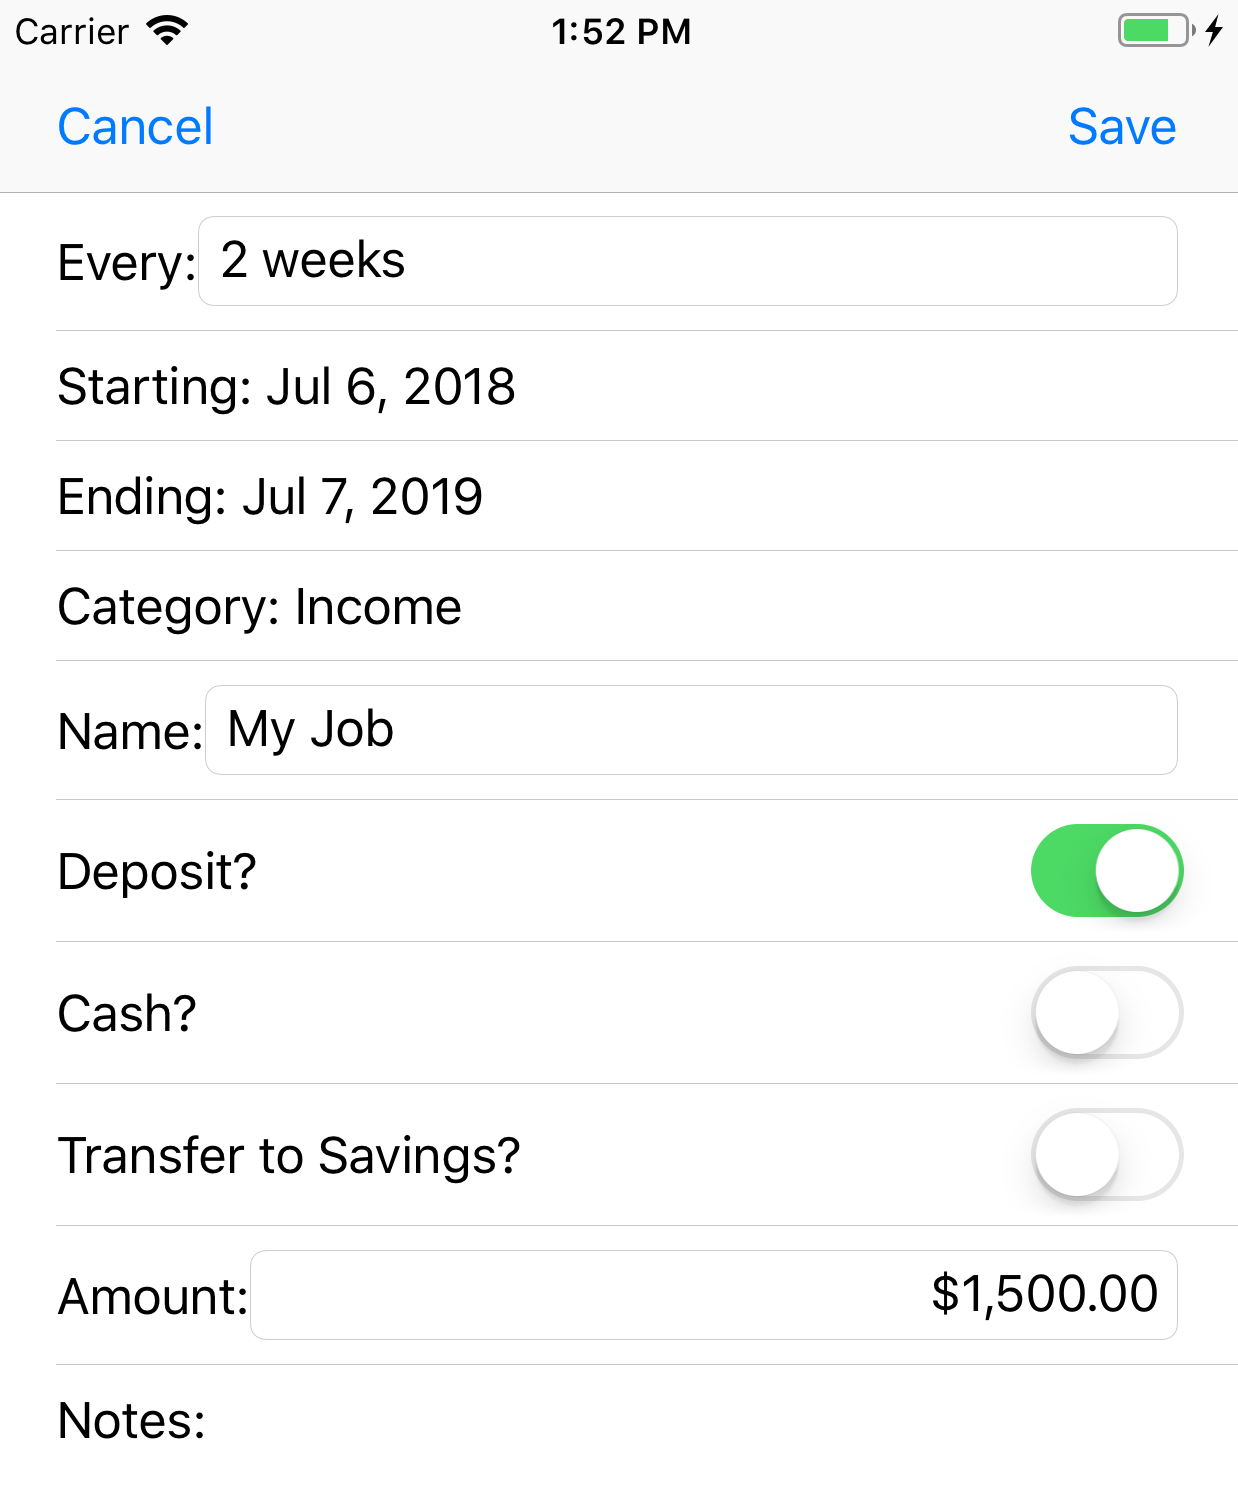 Carrier 1:52 PM
Cancel Save
Every: 2 weeks
Starting: Jul 6, 2018
Ending: Jul 7, 2019
Category: Income
Name: My Job
Deposit?
Cash?
Transfer to Savings?
Amount: $1,500.00
Notes: